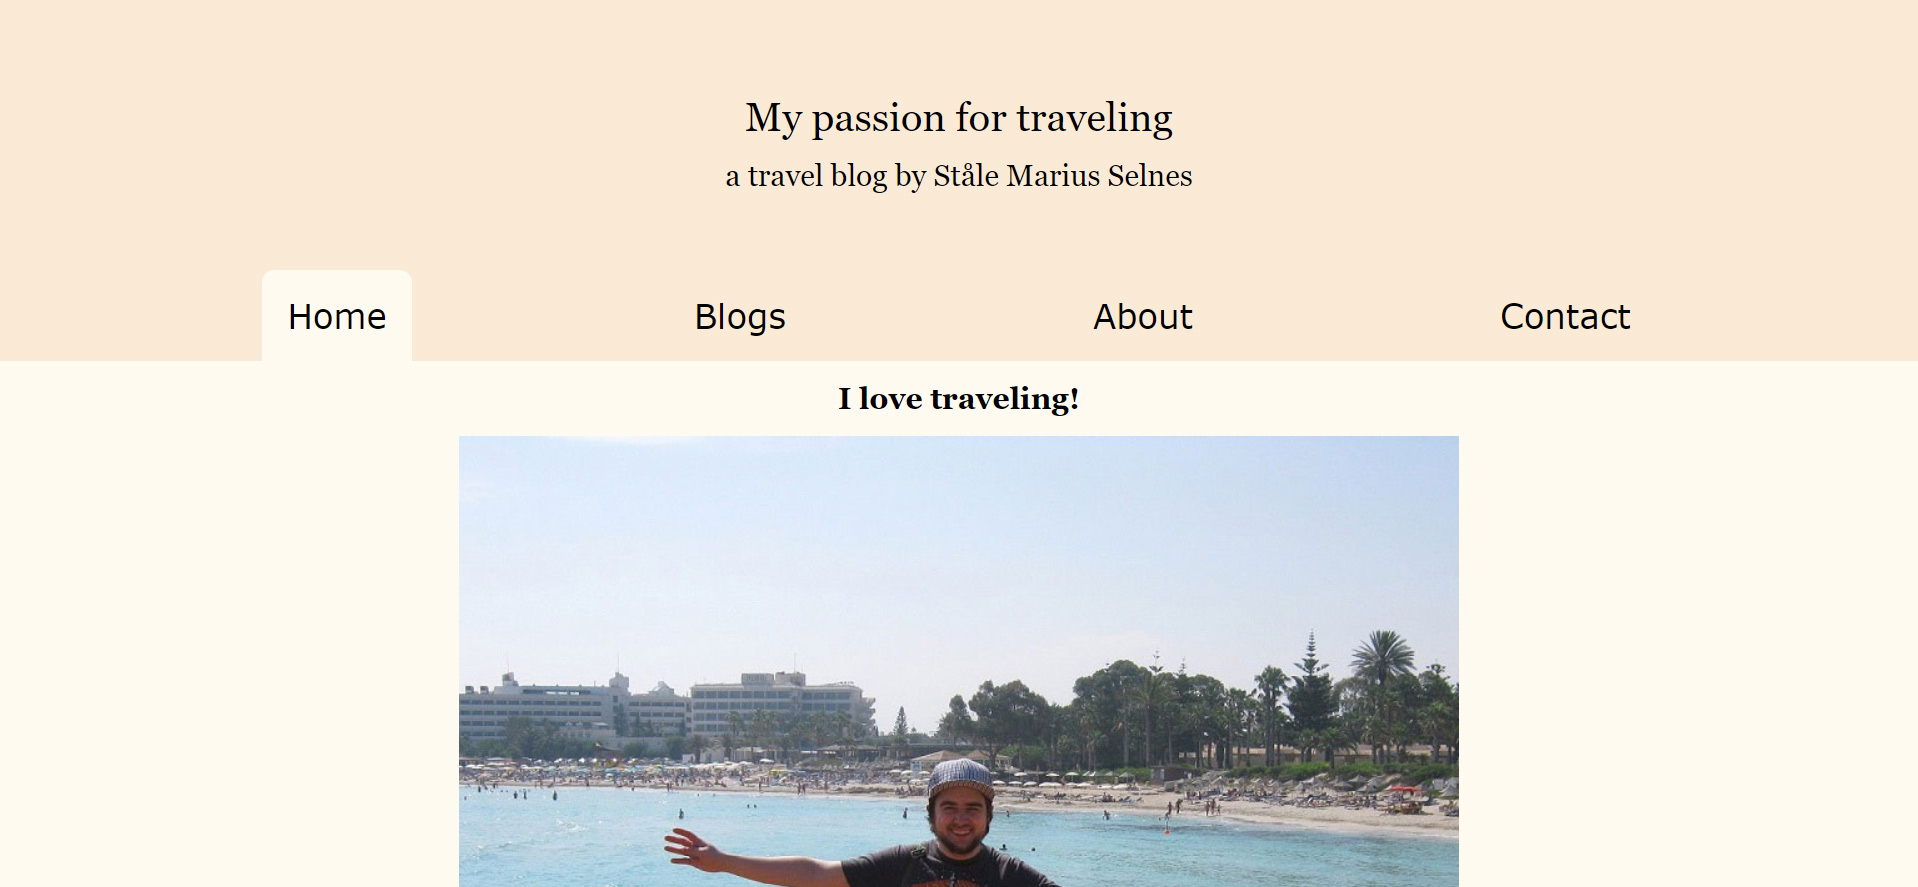 My passion for traveling
a travel blog by Ståle Marius Selnes
Home Blogs About Contact
I love traveling!